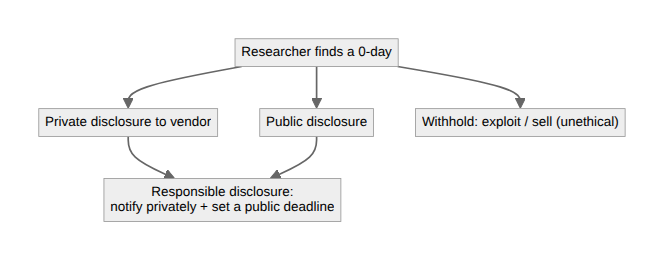 Researcher finds a 0-day
Private disclosure to vendor
Public disclosure
Withhold: exploit / sell (unethical)
Responsible disclosure:
notify privately + set a public deadline